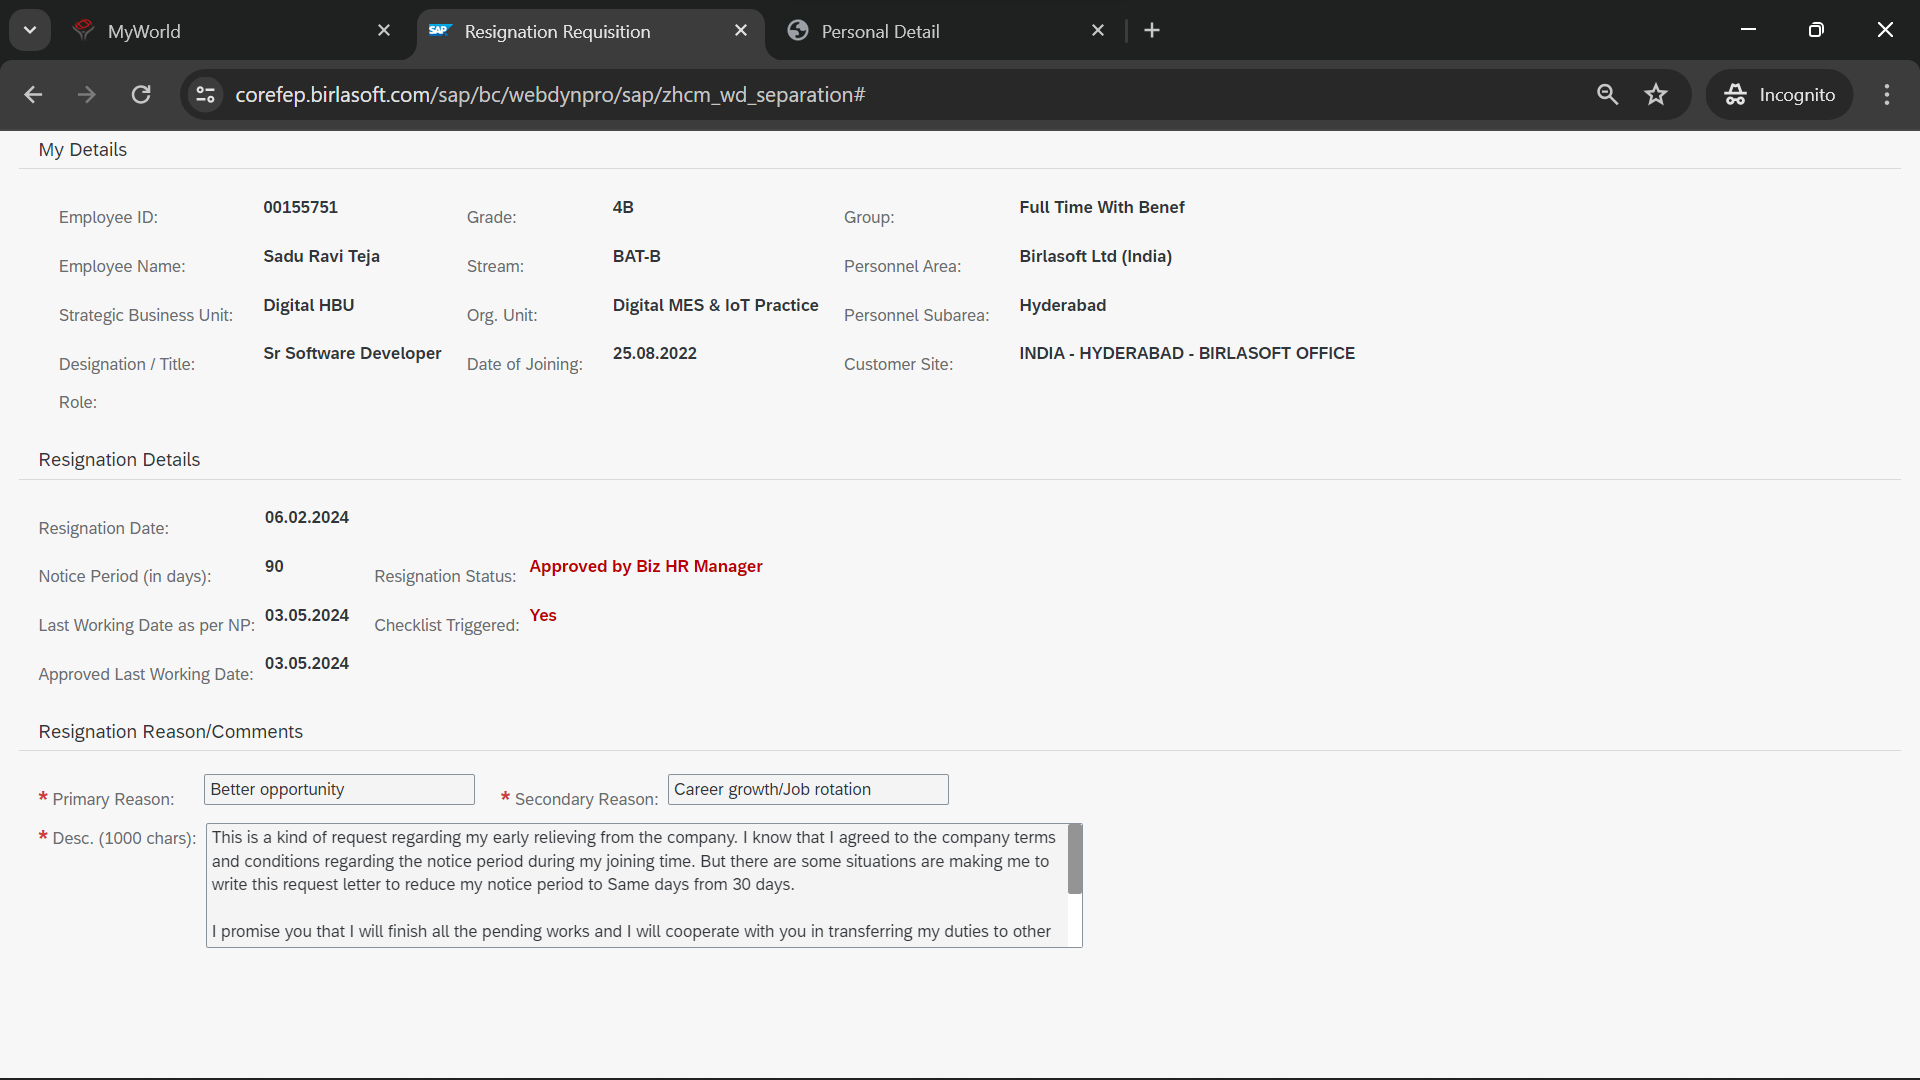 MyWorld
SAP Resignation Requisition
Personal Detail
corefep.birlasoft.com/sap/bc/webdynpro/sap/zhcm_wd_separation#
Incognito
My Details
Employee ID: 00155751 Grade: 4B Group: Full Time With Benef
Employee Name: Sadu Ravi Teja Stream: BAT-B Personnel Area: Birlasoft Ltd (India)
Strategic Business Unit: Digital HBU Org. Unit: Digital MES & IoT Practice Personnel Subarea: Hyderabad
Designation / Title: Sr Software Developer Date of Joining: 25.08.2022 Customer Site: INDIA - HYDERABAD - BIRLASOFT OFFICE
Role:
Resignation Details
Resignation Date: 06.02.2024
Notice Period (in days): 90 Resignation Status: Approved by Biz HR Manager
Last Working Date as per NP: 03.05.2024 Checklist Triggered: Yes
Approved Last Working Date: 03.05.2024
Resignation Reason/Comments
* Primary Reason: Better opportunity * Secondary Reason: Career growth/Job rotation
* Desc. (1000 chars): This is a kind of request regarding my early relieving from the company. I know that I agreed to the company terms
and conditions regarding the notice period during my joining time. But there are some situations are making me to
write this request letter to reduce my notice period to Same days from 30 days.
I promise you that I will finish all the pending works and I will cooperate with you in transferring my duties to other